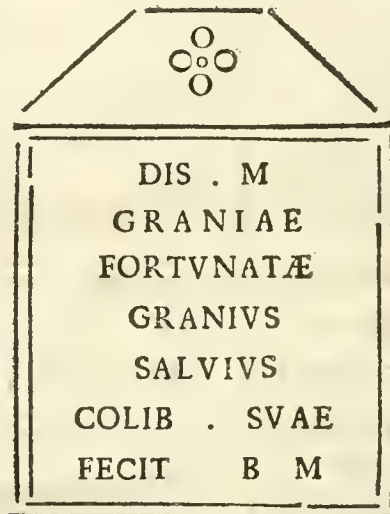 DIS . M
GRANIAE
FORTVNATÆ
GRANIVS
SALVIVS
COLIB . SVAE
FECIT B M